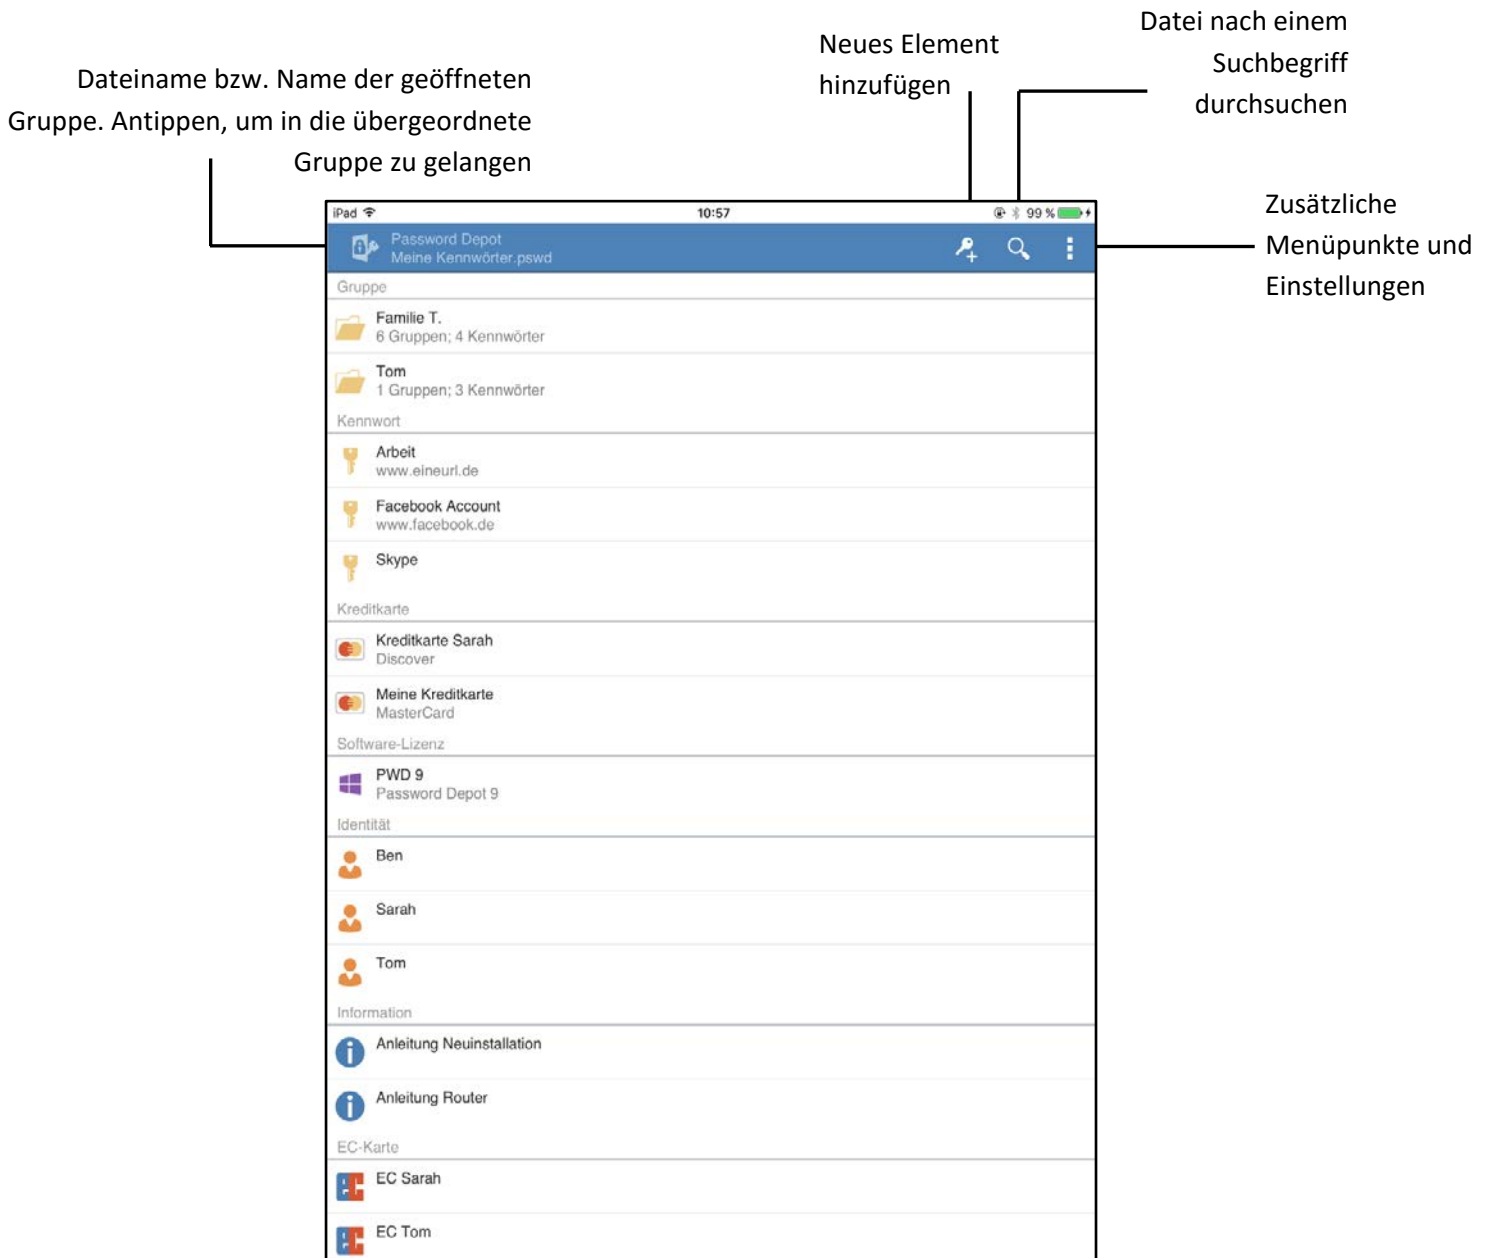 Datei nach einem
Suchbegriff
durchsuchen
Neues Element
hinzufügen
Dateiname bzw. Name der geöffneten
Gruppe. Antippen, um in die übergeordnete
Gruppe zu gelangen
Zusätzliche
Menüpunkte und
Einstellungen
iPad 10:57 99 %
Password Depot
Meine Kennwörter.pswd
Gruppe
Familie T.
6 Gruppen; 4 Kennwörter
Tom
1 Gruppen; 3 Kennwörter
Kennwort
Arbeit
www.eineurl.de
Facebook Account
www.facebook.de
Skype
Kreditkarte
Kreditkarte Sarah
Discover
Meine Kreditkarte
MasterCard
Software-Lizenz
PWD 9
Password Depot 9
Identität
Ben
Sarah
Tom
Information
Anleitung Neuinstallation
Anleitung Router
EC-Karte
EC Sarah
EC Tom